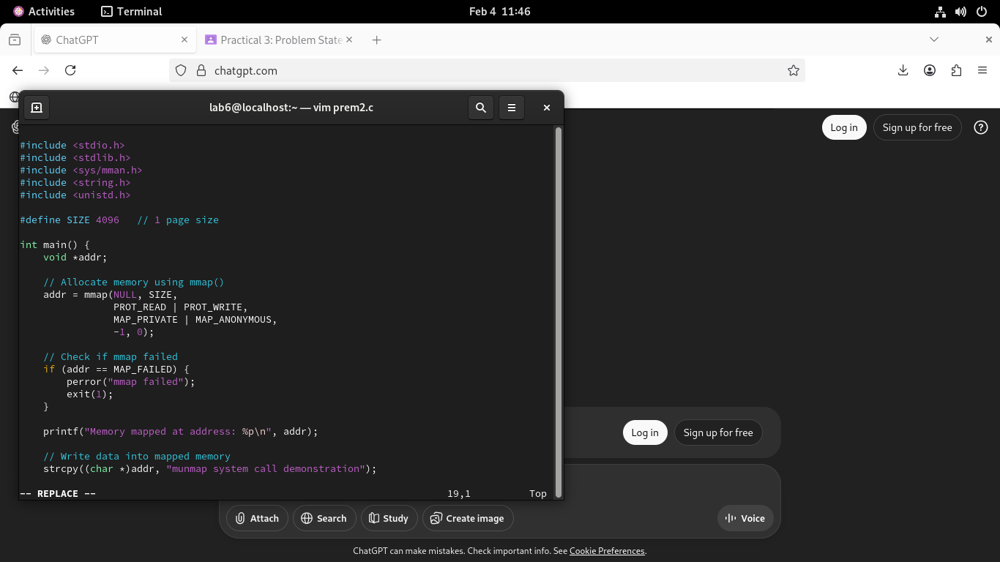 Activities Terminal Feb 4 11:46
ChatGPT Practical 3: Problem State
chatgpt.com
lab6@localhost:~ — vim prem2.c
Log in Sign up for free
#include <stdio.h>
#include <stdlib.h>
#include <sys/mman.h>
#include <string.h>
#include <unistd.h>
#define SIZE 4096   // 1 page size
int main() {
    void *addr;
    // Allocate memory using mmap()
    addr = mmap(NULL, SIZE,
                PROT_READ | PROT_WRITE,
                MAP_PRIVATE | MAP_ANONYMOUS,
                -1, 0);
    // Check if mmap failed
    if (addr == MAP_FAILED) {
        perror("mmap failed");
        exit(1);
    }
    printf("Memory mapped at address: %p\n", addr);
Log in Sign up for free
    // Write data into mapped memory
    strcpy((char *)addr, "munmap system call demonstration");
-- REPLACE -- 19,1 Top
Attach Search Study Create image Voice
ChatGPT can make mistakes. Check important info. See Cookie Preferences.